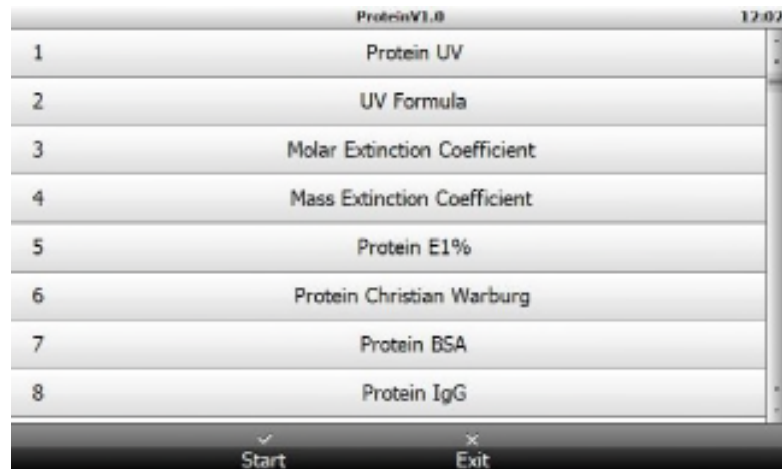 ProteinV1.0 12:02
1 Protein UV
2 UV Formula
3 Molar Extinction Coefficient
4 Mass Extinction Coefficient
5 Protein E1%
6 Protein Christian Warburg
7 Protein BSA
8 Protein IgG
Start Exit